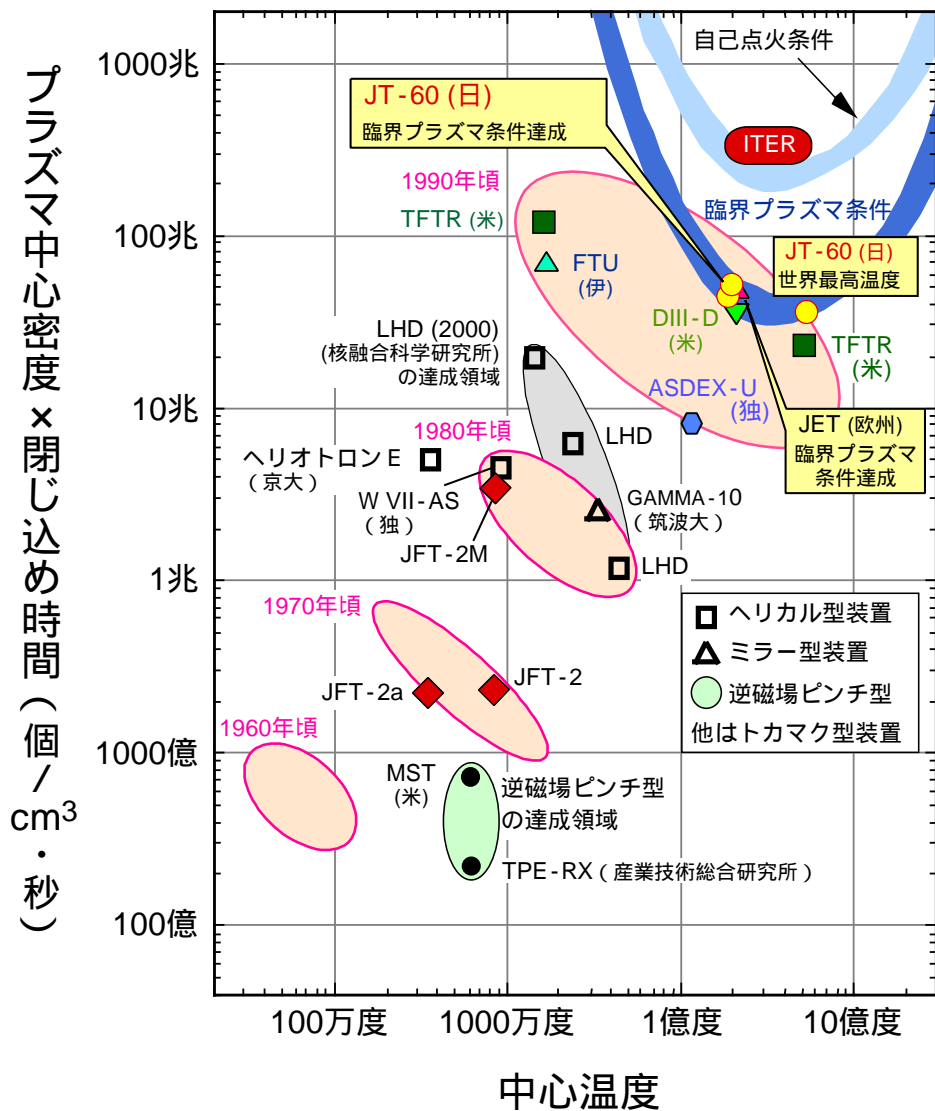 プラズマ中心密度×閉じ込め時間(個/cm3・秒)
1000兆
100兆
10兆
1兆
1000億
100億
自己点火条件
JT-60 (日)
臨界プラズマ条件達成
ITER
1990年頃
臨界プラズマ条件
TFTR (米)
FTU
(伊)
JT-60 (日)
世界最高温度
DIII-D
(米)
TFTR
(米)
LHD (2000)
(核融合科学研究所)
の達成領域
ASDEX-U
(独)
JET (欧州)
臨界プラズマ
条件達成
1980年頃
LHD
ヘリオトロンE
(京大)
W VII-AS
(独)
JFT-2M
GAMMA-10
(筑波大)
LHD
1970年頃
JFT-2a
JFT-2
ヘリカル型装置
ミラー型装置
逆磁場ピンチ型
他はトカマク型装置
1960年頃
MST
(米)
逆磁場ピンチ型
の達成領域
TPE-RX(産業技術総合研究所)
100万度
1000万度
1億度
10億度
中心温度